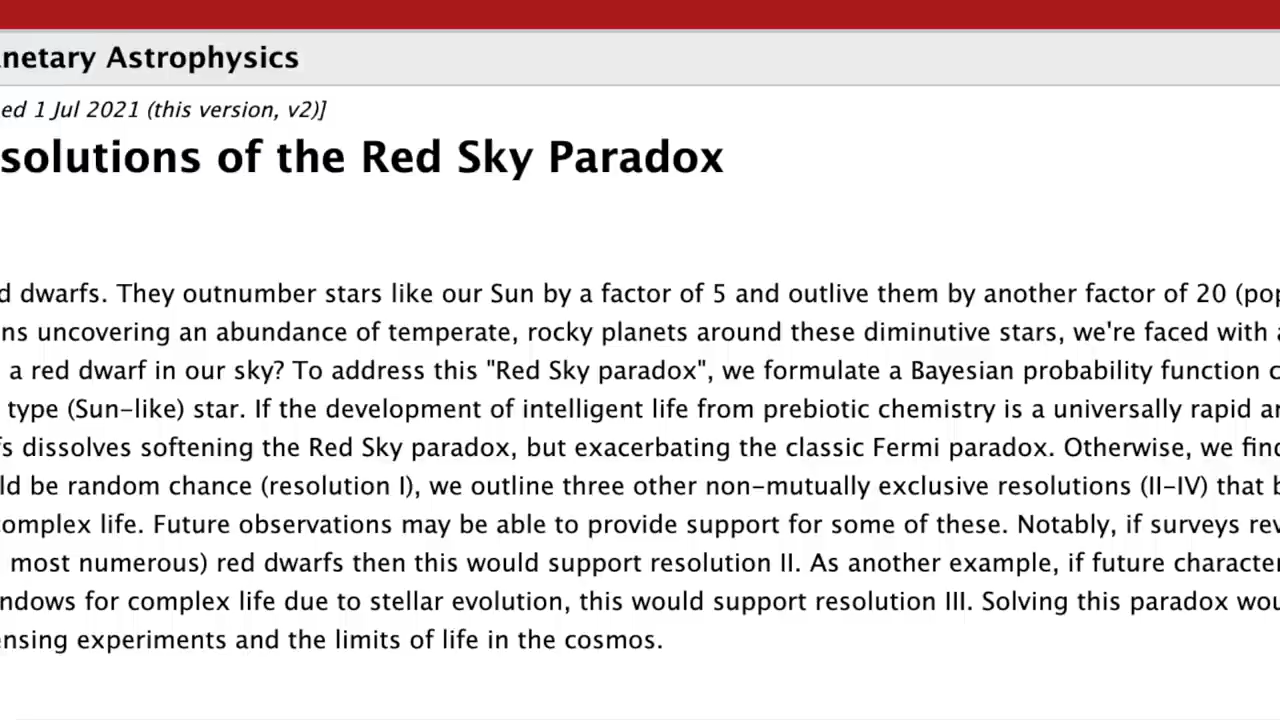 netary Astrophysics
ed 1 Jul 2021 (this version, v2)]
solutions of the Red Sky Paradox
d dwarfs. They outnumber stars like our Sun by a factor of 5 and outlive them by another factor of 20 (pop
ns uncovering an abundance of temperate, rocky planets around these diminutive stars, we're faced with a
a red dwarf in our sky? To address this "Red Sky paradox", we formulate a Bayesian probability function c
type (Sun-like) star. If the development of intelligent life from prebiotic chemistry is a universally rapid an
fs dissolves softening the Red Sky paradox, but exacerbating the classic Fermi paradox. Otherwise, we find
ld be random chance (resolution I), we outline three other non-mutually exclusive resolutions (II-IV) that b
complex life. Future observations may be able to provide support for some of these. Notably, if surveys rev
most numerous) red dwarfs then this would support resolution II. As another example, if future character
ndows for complex life due to stellar evolution, this would support resolution III. Solving this paradox wou
ensing experiments and the limits of life in the cosmos.